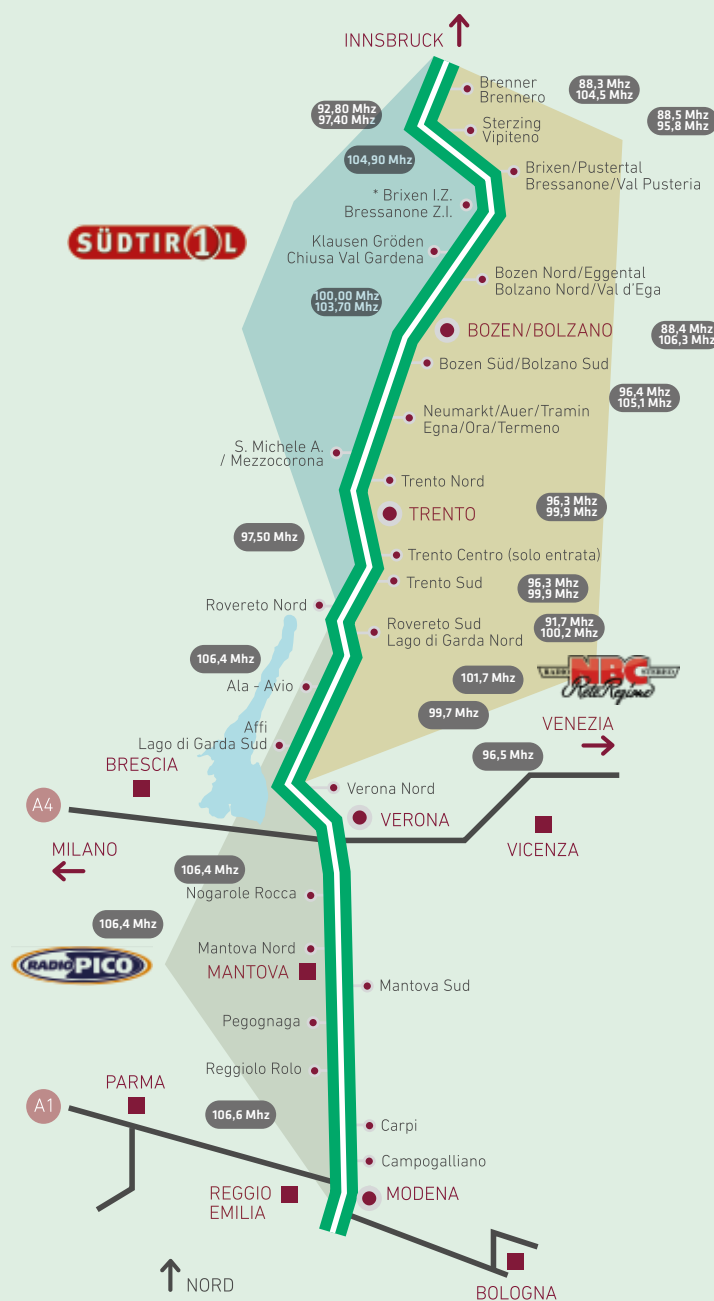 INNSBRUCK
Brenner
Brennero
88,3 Mhz
104,5 Mhz
92,80 Mhz
97,40 Mhz
88,5 Mhz
95,8 Mhz
Sterzing
Vipiteno
104,90 Mhz
Brixen/Pustertal
Bressanone/Val Pusteria
* Brixen I.Z.
Bressanone Z.I.
SÜDTIR1L
Klausen Gröden
Chiusa Val Gardena
Bozen Nord/Eggental
Bolzano Nord/Val d'Ega
100,00 Mhz
103,70 Mhz
BOZEN/BOLZANO
88,4 Mhz
106,3 Mhz
Bozen Süd/Bolzano Sud
96,4 Mhz
105,1 Mhz
Neumarkt/Auer/Tramin
Egna/Ora/Termeno
S. Michele A.
/ Mezzocorona
Trento Nord
96,3 Mhz
99,9 Mhz
TRENTO
97,50 Mhz
Trento Centro (solo entrata)
Trento Sud
96,3 Mhz
99,9 Mhz
Rovereto Nord
Rovereto Sud
Lago di Garda Nord
91,7 Mhz
100,2 Mhz
106,4 Mhz
RADIO NBC STEREO
Rete Regione
101,7 Mhz
Ala - Avio
99,7 Mhz
Affi
Lago di Garda Sud
VENEZIA
96,5 Mhz
BRESCIA
Verona Nord
A4
VERONA
MILANO
VICENZA
106,4 Mhz
Nogarole Rocca
106,4 Mhz
Mantova Nord
RADIO PICO
MANTOVA
Mantova Sud
Pegognaga
Reggiolo Rolo
PARMA
A1
106,6 Mhz
Carpi
Campogalliano
REGGIO
EMILIA
MODENA
NORD
BOLOGNA